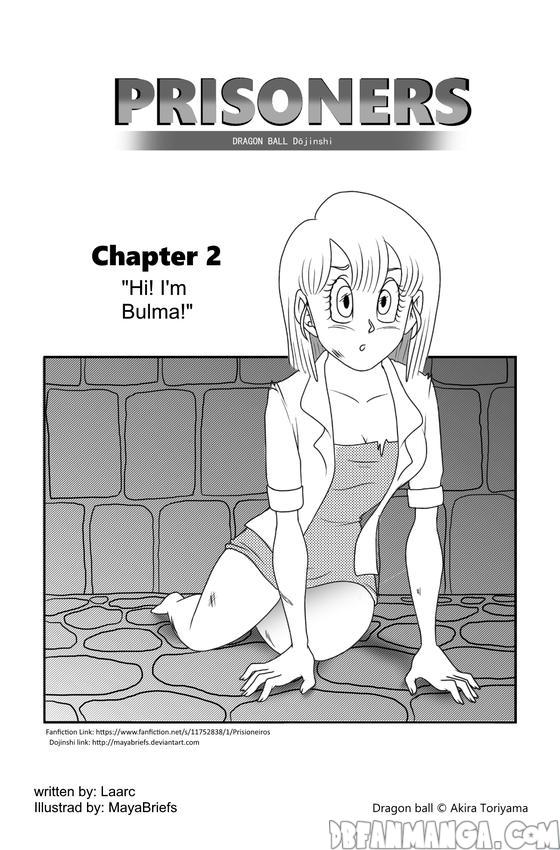 PRISONERS
DRAGON BALL Dōjinshi
Chapter 2
"Hi! I'm
Bulma!"
Fanfiction Link: https://www.fanfiction.net/s/11752838/1/Prisioneiros
Dojinshi link: http://mayabriefs.deviantart.com
written by: Laarc
Illustrad by: MayaBriefs
Dragon ball © Akira Toriyama
DBFANMANGA.COM